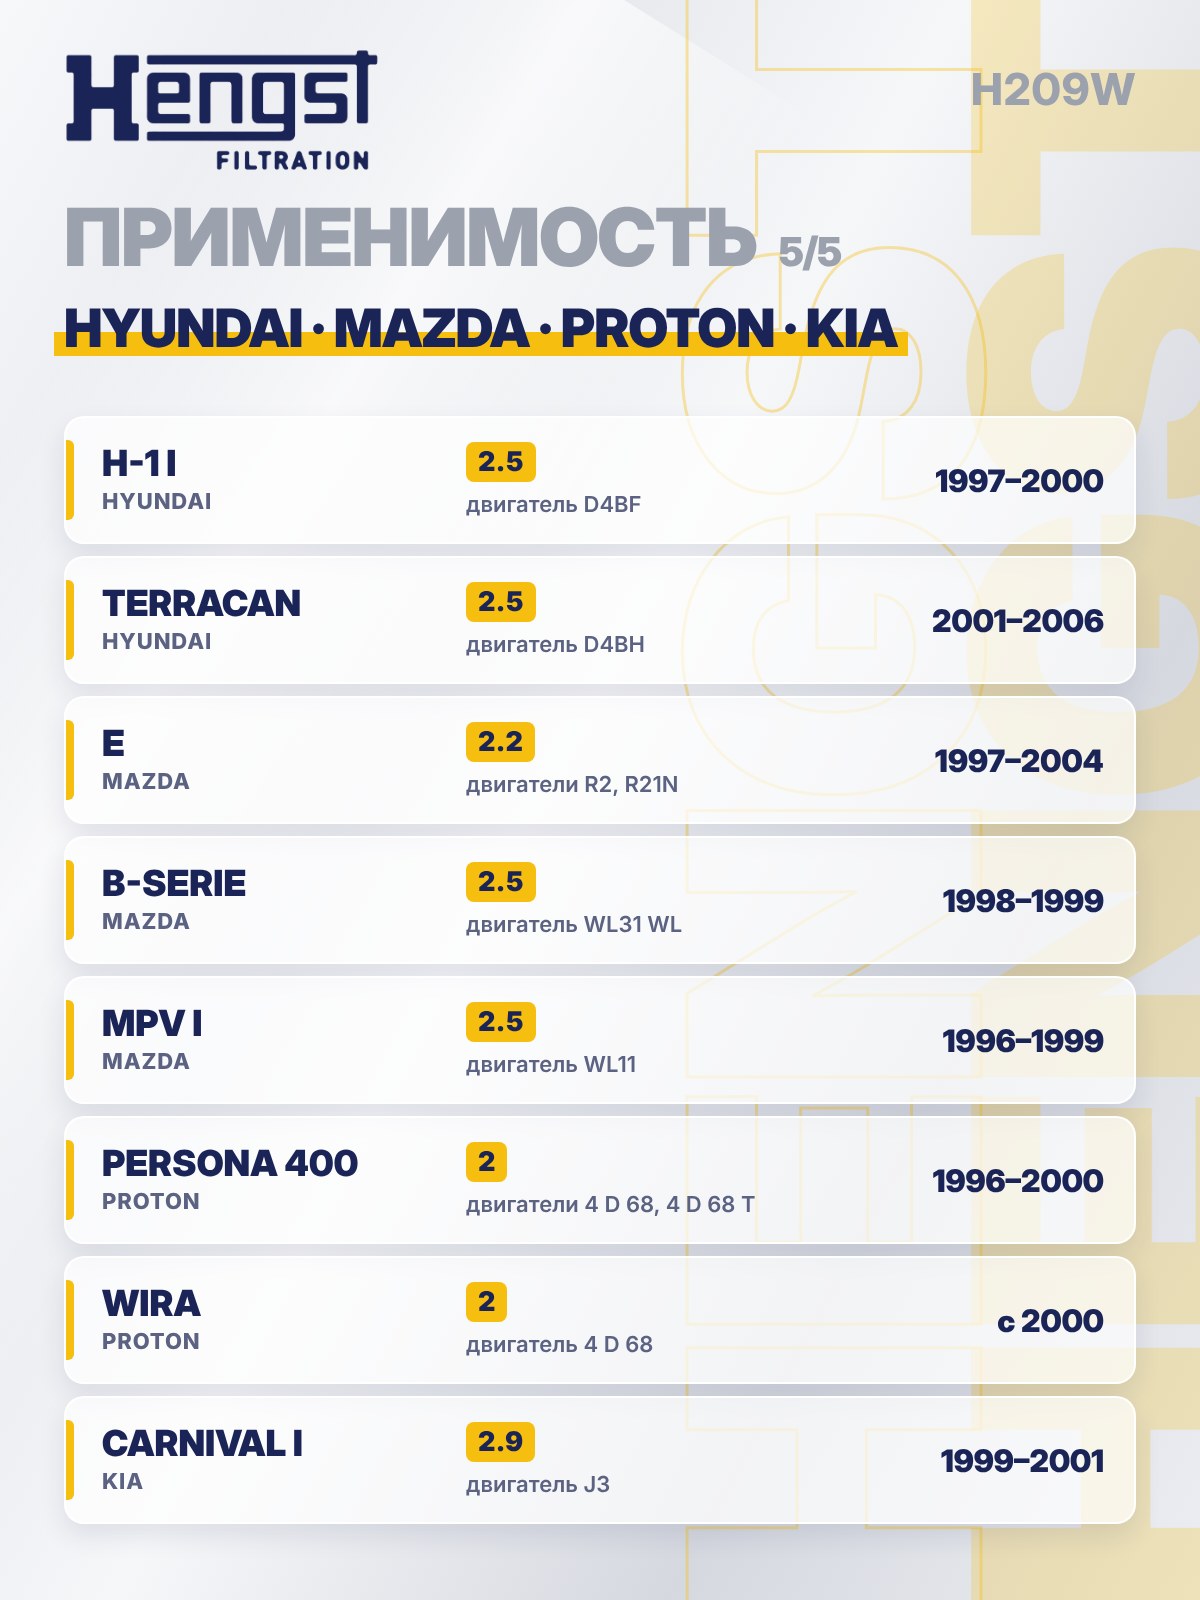 Hengst
FILTRATION
H209W
ПРИМЕНИМОСТЬ 5/5
HYUNDAI · MAZDA · PROTON · KIA
H-1 I
HYUNDAI
2.5
двигатель D4BF
1997–2000
TERRACAN
HYUNDAI
2.5
двигатель D4BH
2001–2006
E
MAZDA
2.2
двигатели R2, R21N
1997–2004
B-SERIE
MAZDA
2.5
двигатель WL31 WL
1998–1999
MPV I
MAZDA
2.5
двигатель WL11
1996–1999
PERSONA 400
PROTON
2
двигатели 4 D 68, 4 D 68 T
1996–2000
WIRA
PROTON
2
двигатель 4 D 68
с 2000
CARNIVAL I
KIA
2.9
двигатель J3
1999–2001
HENGST
HENGST